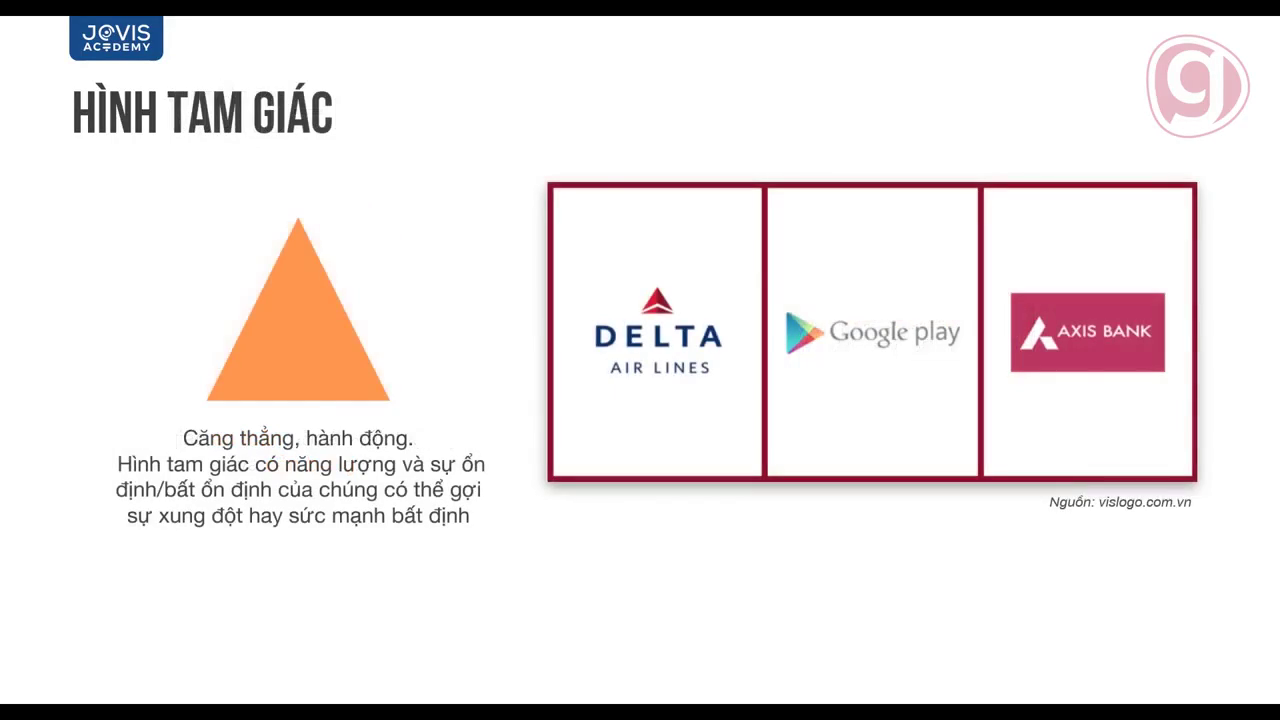 JOVIS
ACADEMY
HÌNH TAM GIÁC
Căng thẳng, hành động.
Hình tam giác có năng lượng và sự ổn
định/bất ổn định của chúng có thể gợi
sự xung đột hay sức mạnh bất định
DELTA
AIR LINES
Google play
AXIS BANK
Nguồn: vislogo.com.vn
g